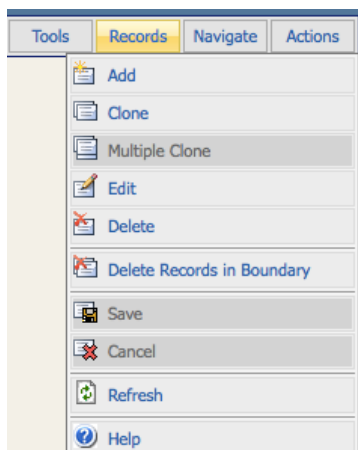 Tools Records Navigate Actions
Add
Clone
Multiple Clone
Edit
Delete
Delete Records in Boundary
Save
Cancel
Refresh
Help